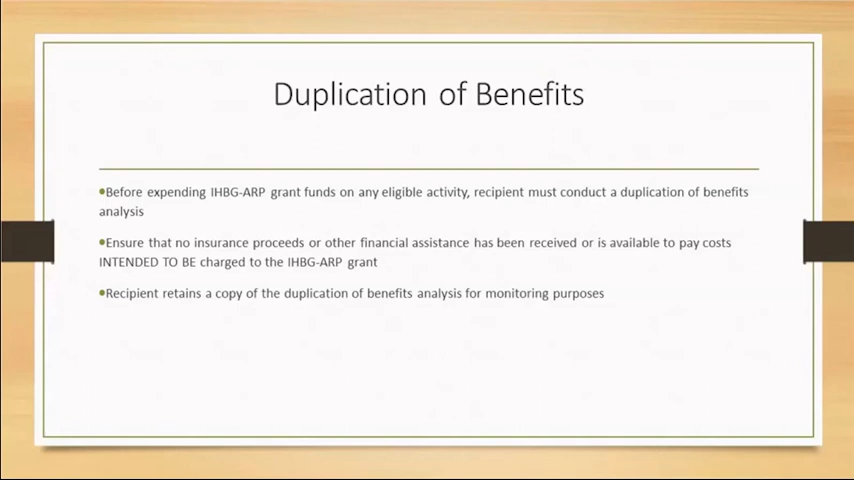 Duplication of Benefits
•Before expending IHBG-ARP grant funds on any eligible activity, recipient must conduct a duplication of benefits
analysis
•Ensure that no insurance proceeds or other financial assistance has been received or is available to pay costs
INTENDED TO BE charged to the IHBG-ARP grant
•Recipient retains a copy of the duplication of benefits analysis for monitoring purposes